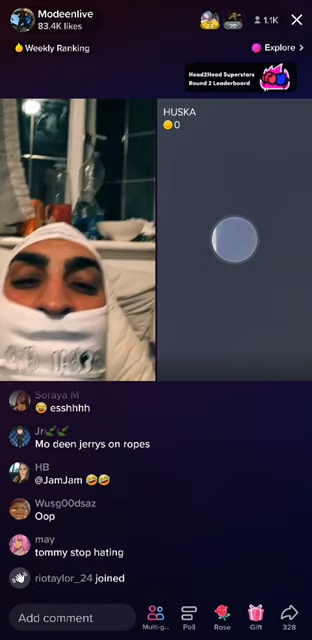 Modeenlive
83.4K likes
1.1K
Weekly Ranking
Explore >
Head2Head Superstars
Round 2 Leaderboard
HUSKA
0
Soraya M
😅 esshhhh
Jr🌿🌿
Mo deen jerrys on ropes
HB
@JamJam 🤣🤣
Wusg00dsaz
Oop
may
tommy stop hating
riotaylor_24 joined
Add comment
Multi-g...
Poll
Rose
Gift
328